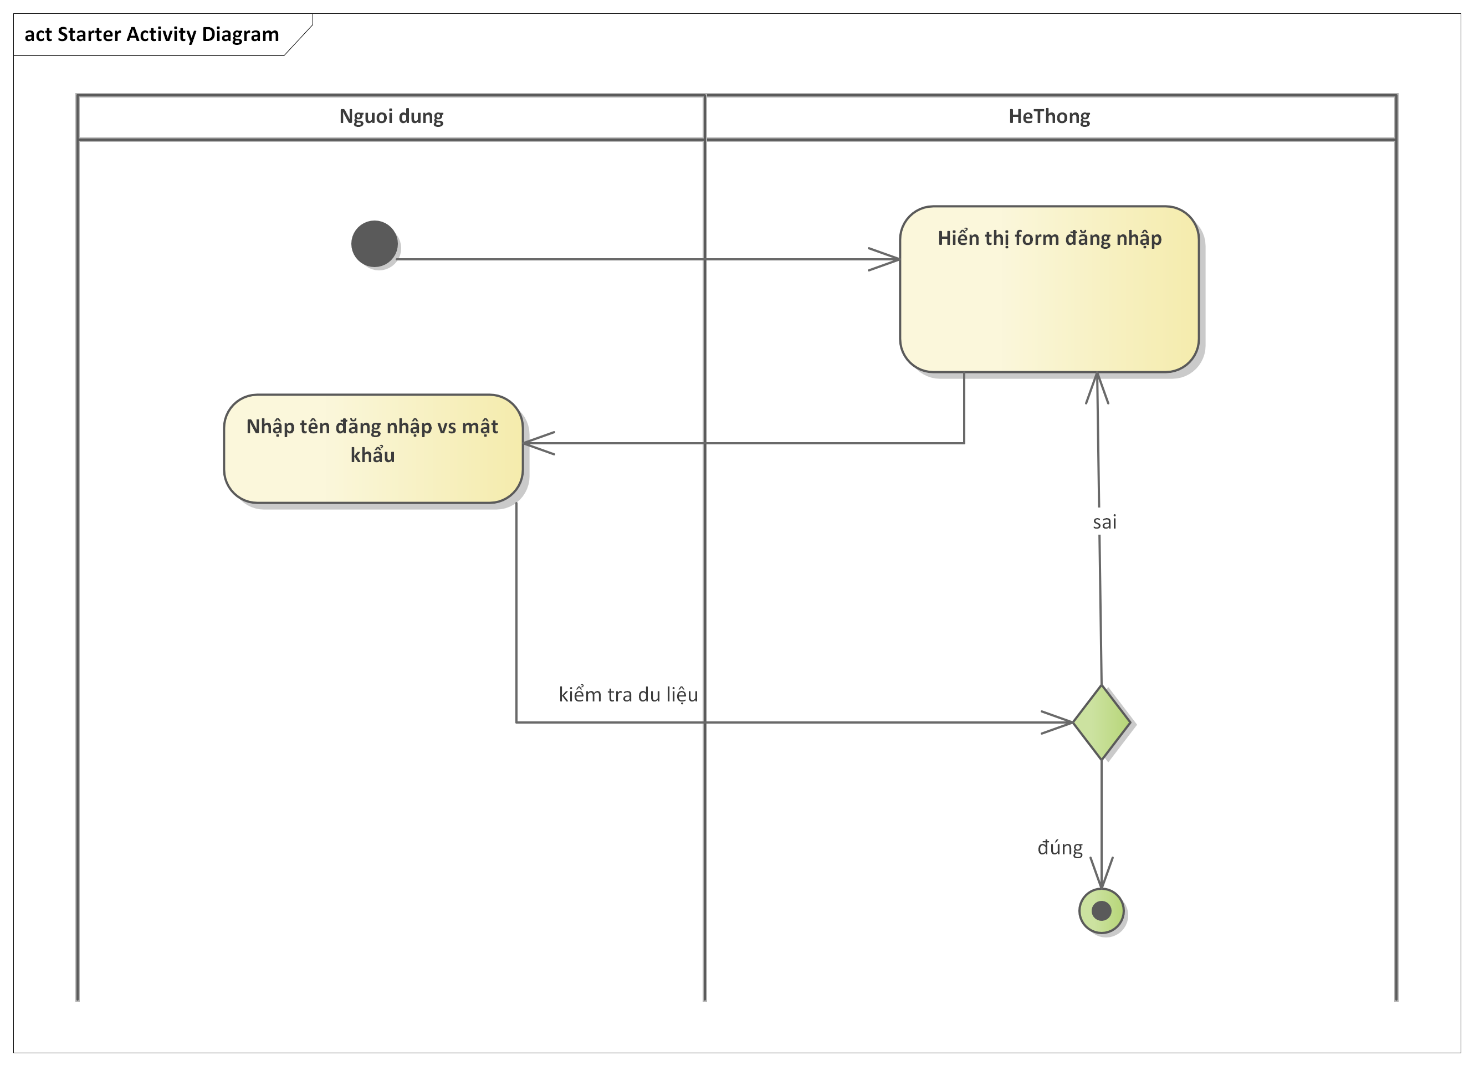 act Starter Activity Diagram
Nguoi dung
HeThong
Hiển thị form đăng nhập
Nhập tên đăng nhập vs mật
khẩu
sai
kiểm tra du liệu
đúng